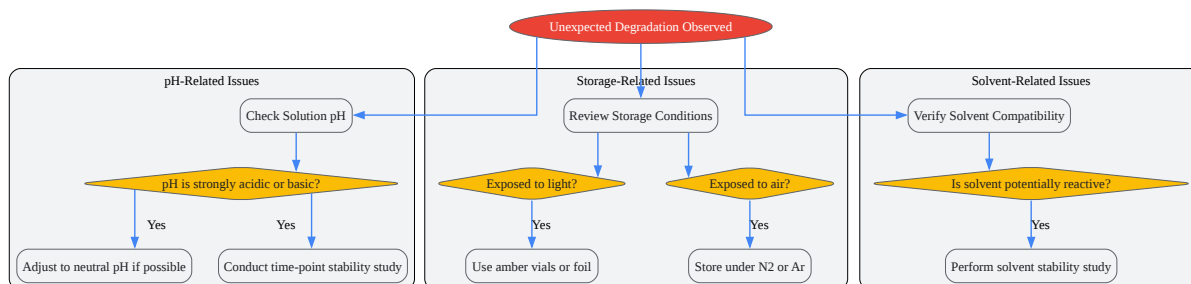 Unexpected Degradation Observed
pH-Related Issues
Storage-Related Issues
Solvent-Related Issues
Check Solution pH
Review Storage Conditions
Verify Solvent Compatibility
pH is strongly acidic or basic?
Exposed to light?
Exposed to air?
Is solvent potentially reactive?
Yes
Yes
Yes
Yes
Yes
Adjust to neutral pH if possible
Conduct time-point stability study
Use amber vials or foil
Store under N2 or Ar
Perform solvent stability study